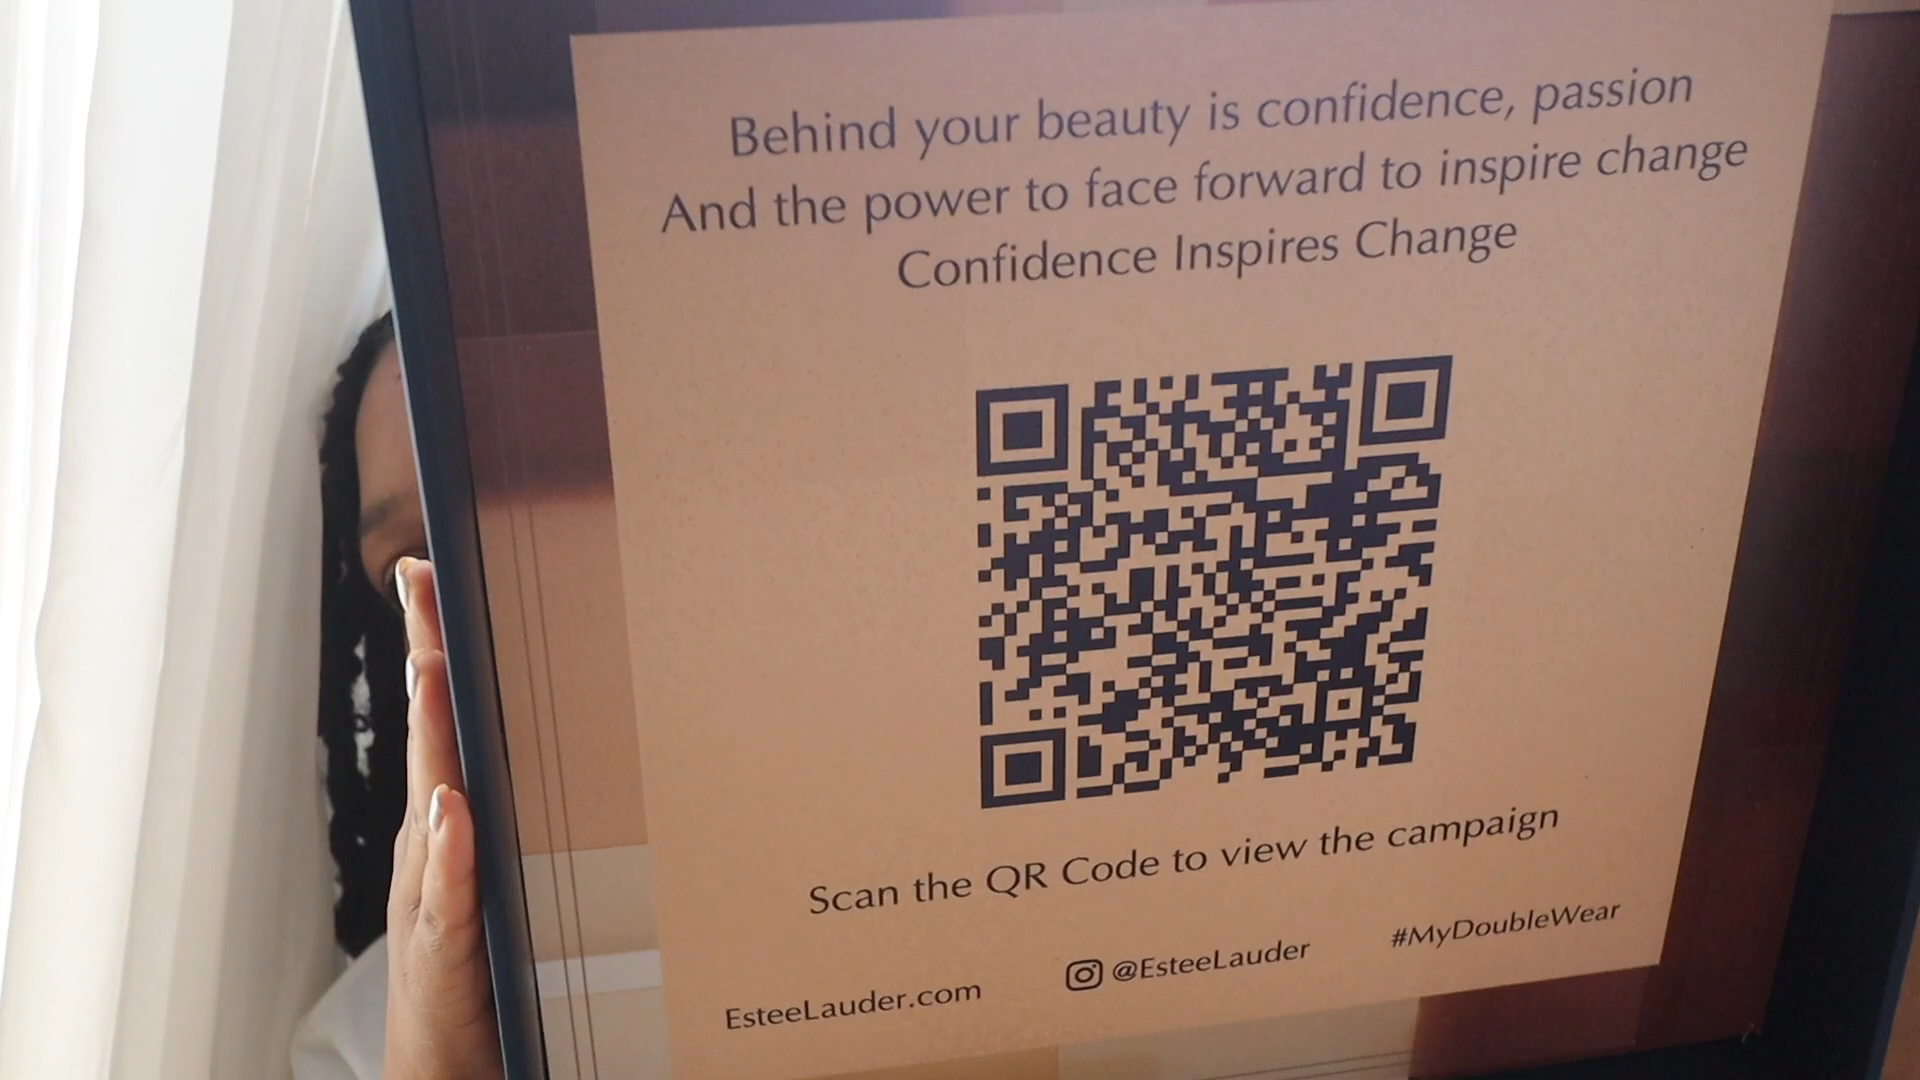 Behind your beauty is confidence, passion
And the power to face forward to inspire change
Confidence Inspires Change
Scan the QR Code to view the campaign
EsteeLauder.com
@EsteeLauder
#MyDoubleWear